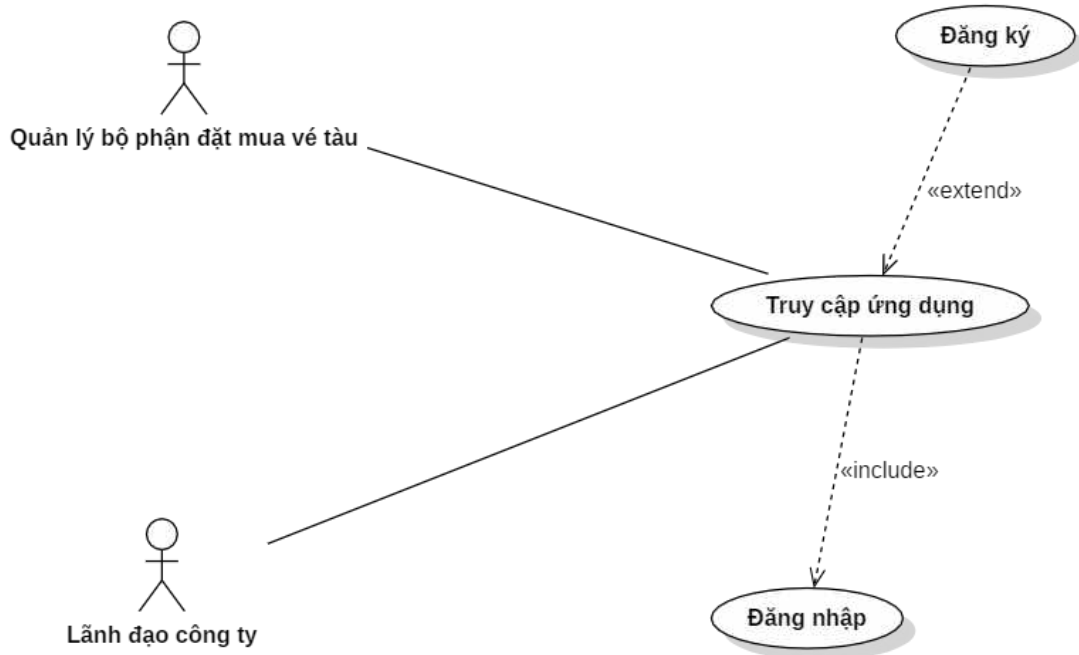 Đăng ký
Quản lý bộ phận đặt mua vé tàu
«extend»
Truy cập ứng dụng
«include»
Đăng nhập
Lãnh đạo công ty